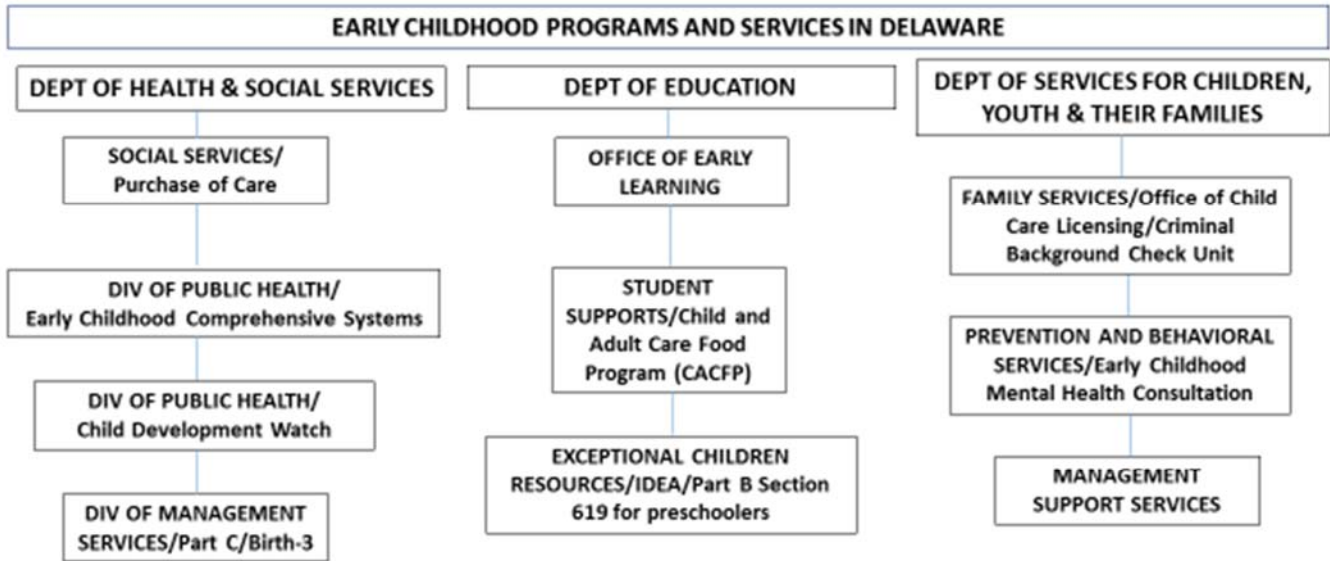 EARLY CHILDHOOD PROGRAMS AND SERVICES IN DELAWARE
DEPT OF HEALTH & SOCIAL SERVICES
SOCIAL SERVICES/
Purchase of Care
DIV OF PUBLIC HEALTH/
Early Childhood Comprehensive Systems
DIV OF PUBLIC HEALTH/
Child Development Watch
DIV OF MANAGEMENT
SERVICES/Part C/Birth-3
DEPT OF EDUCATION
OFFICE OF EARLY
LEARNING
STUDENT
SUPPORTS/Child and
Adult Care Food
Program (CACFP)
EXCEPTIONAL CHILDREN
RESOURCES/IDEA/Part B Section
619 for preschoolers
DEPT OF SERVICES FOR CHILDREN,
YOUTH & THEIR FAMILIES
FAMILY SERVICES/Office of Child
Care Licensing/Criminal
Background Check Unit
PREVENTION AND BEHAVIORAL
SERVICES/Early Childhood
Mental Health Consultation
MANAGEMENT
SUPPORT SERVICES